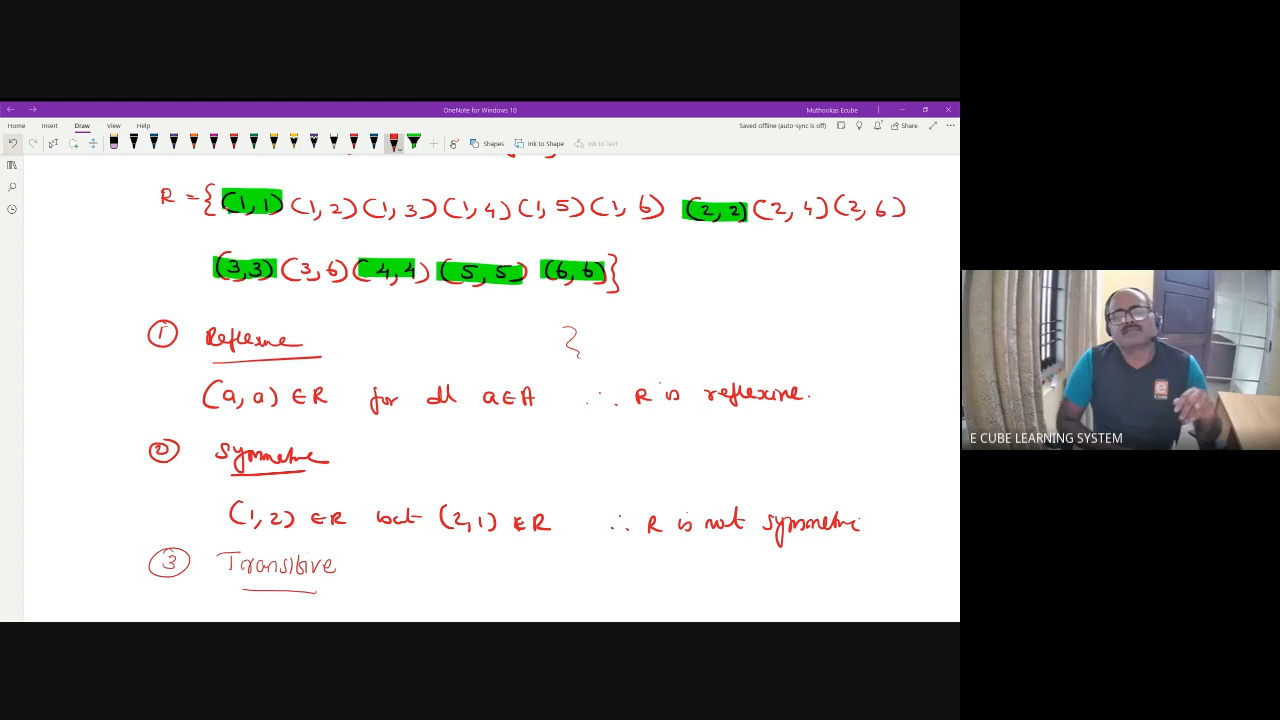 OneNote for Windows 10
Muthookas Ecube
Home Insert Draw View Help
Saved offline (auto-sync is off) Share
Shapes Ink to Shape Ink to Text
R = { (1, 1) (1, 2) (1, 3) (1, 4) (1, 5) (1, 6) (2, 2) (2, 4) (2, 6)
(3, 3) (3, 6) (4, 4) (5, 5) (6, 6) }
① Reflexive
(a, a) ∈ R for all a ∈ A ∴ R is reflexive.
② Symmetric
(1, 2) ∈ R but (2, 1) ∉ R ∴ R is not symmetric
③ Transitive
E CUBE LEARNING SYSTEM